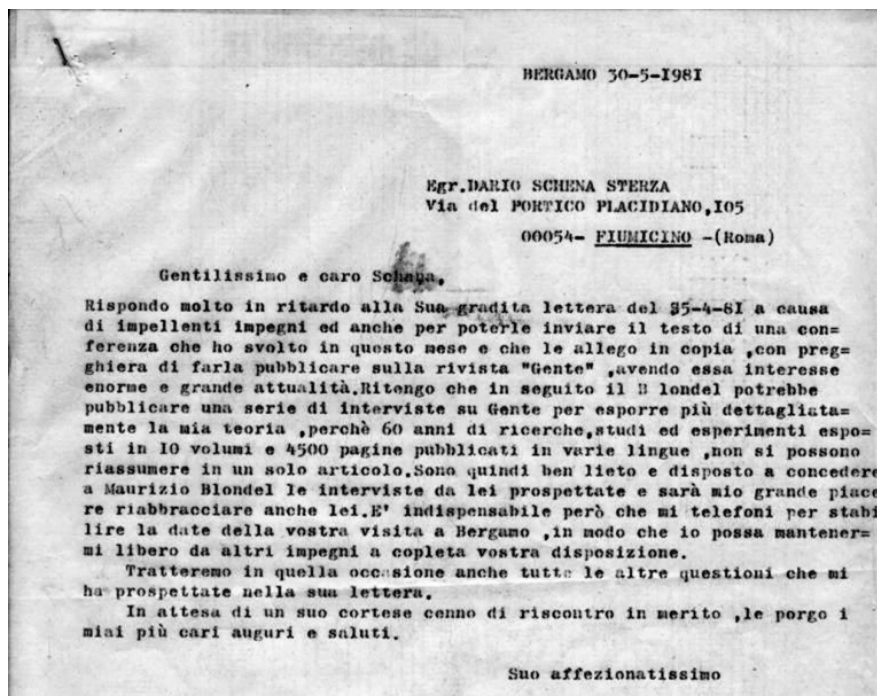 BERGAMO 30-5-I98I
Egr.DARIO SCHENA STERZA
Via del PORTICO PLACIDIANO,I05
00054- FIUMICINO -(Roma)
Gentilissimo e caro Schena,
Rispondo molto in ritardo alla Sua gradita lettera del 35-4-8I a causa
di impellenti impegni ed anche per poterle inviare il testo di una con=
ferenza che ho svolto in questo mese e che le allego in copia ,con preg=
ghiera di farla pubblicare sulla rivista "Gente" ,avendo essa interesse
enorme e grande attualità.Ritengo che in seguito il B londel potrebbe
pubblicare una serie di interviste su Gente per esporre più dettagliata=
mente la mia teoria ,perchè 60 anni di ricerche,studi ed esperimenti espo=
sti in I0 volumi e 4500 pagine pubblicati in varie lingue ,non si possono
riassumere in un solo articolo.Sono quindi ben lieto e disposto a concedere
a Maurizio Blondel le interviste da lei prospettate e sarà mio grande piace
re riabbracciare anche lei.E' indispensabile però che mi telefoni per stabi
lire la date della vostra visita a Bergamo ,in modo che io possa mantener=
mi libero da altri impegni a copleta vostra disposizione.
Tratteremo in quella occasione anche tutte le altre questioni che mi
ha prospettate nella sua lettera.
In attesa di un suo cortese cenno di riscontro in merito ,le porgo i
miai più cari auguri e saluti.
Suo affezionatissimo